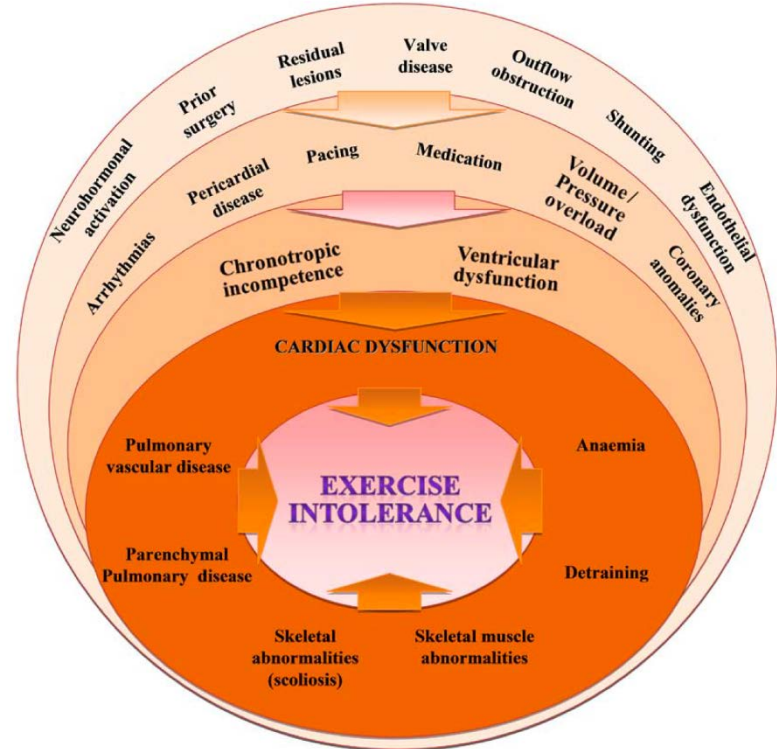 Neurohormonal
activation
Prior
surgery
Residual
lesions
Valve
disease
Outflow
obstruction
Shunting
Endothelial
dysfunction
Arrhythmias
Pericardial
disease
Pacing
Medication
Volume/
Pressure
overload
Coronary
anomalies
Chronotropic
incompetence
Ventricular
dysfunction
CARDIAC DYSFUNCTION
Pulmonary
vascular disease
Anaemia
EXERCISE
INTOLERANCE
Parenchymal
Pulmonary disease
Detraining
Skeletal
abnormalities
(scoliosis)
Skeletal muscle
abnormalities